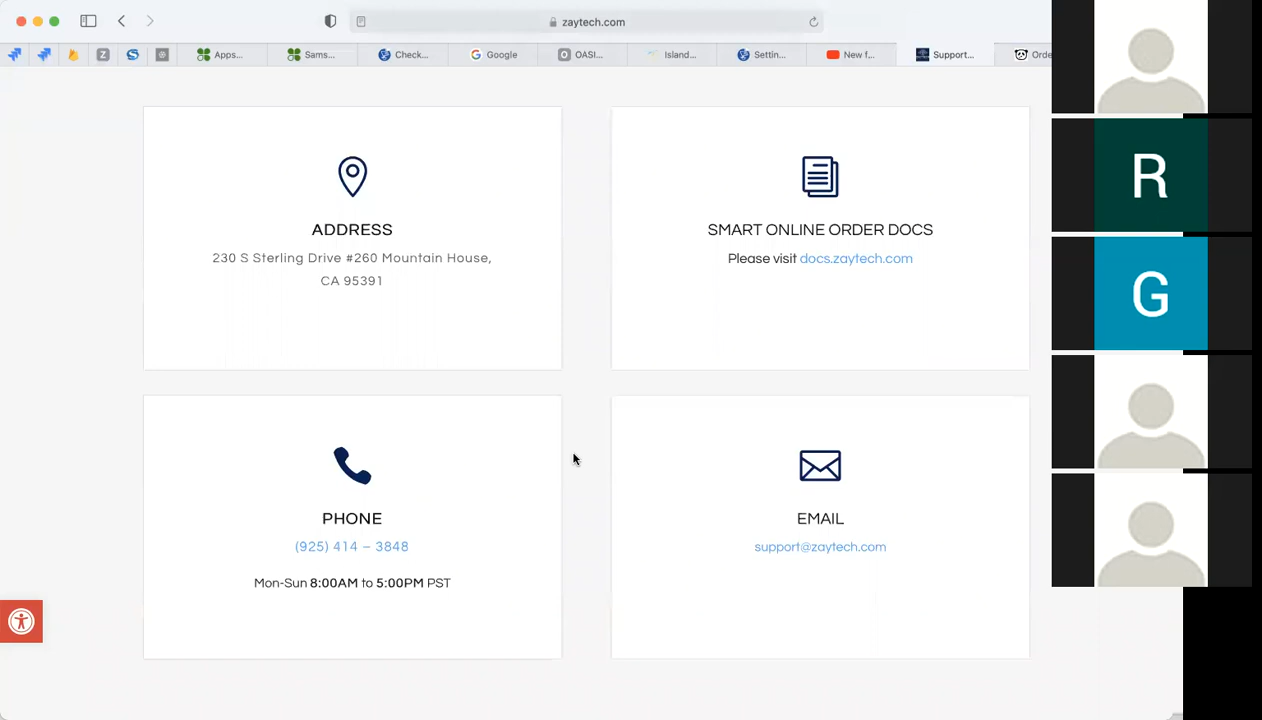 zaytech.com
Apps...
Sams...
Check...
Google
OASI...
Island...
Settin...
New f...
Support...
Orde
ADDRESS
230 S Sterling Drive #260 Mountain House,
CA 95391
SMART ONLINE ORDER DOCS
Please visit docs.zaytech.com
PHONE
(925) 414 – 3848
Mon-Sun 8:00AM to 5:00PM PST
EMAIL
support@zaytech.com
R
G